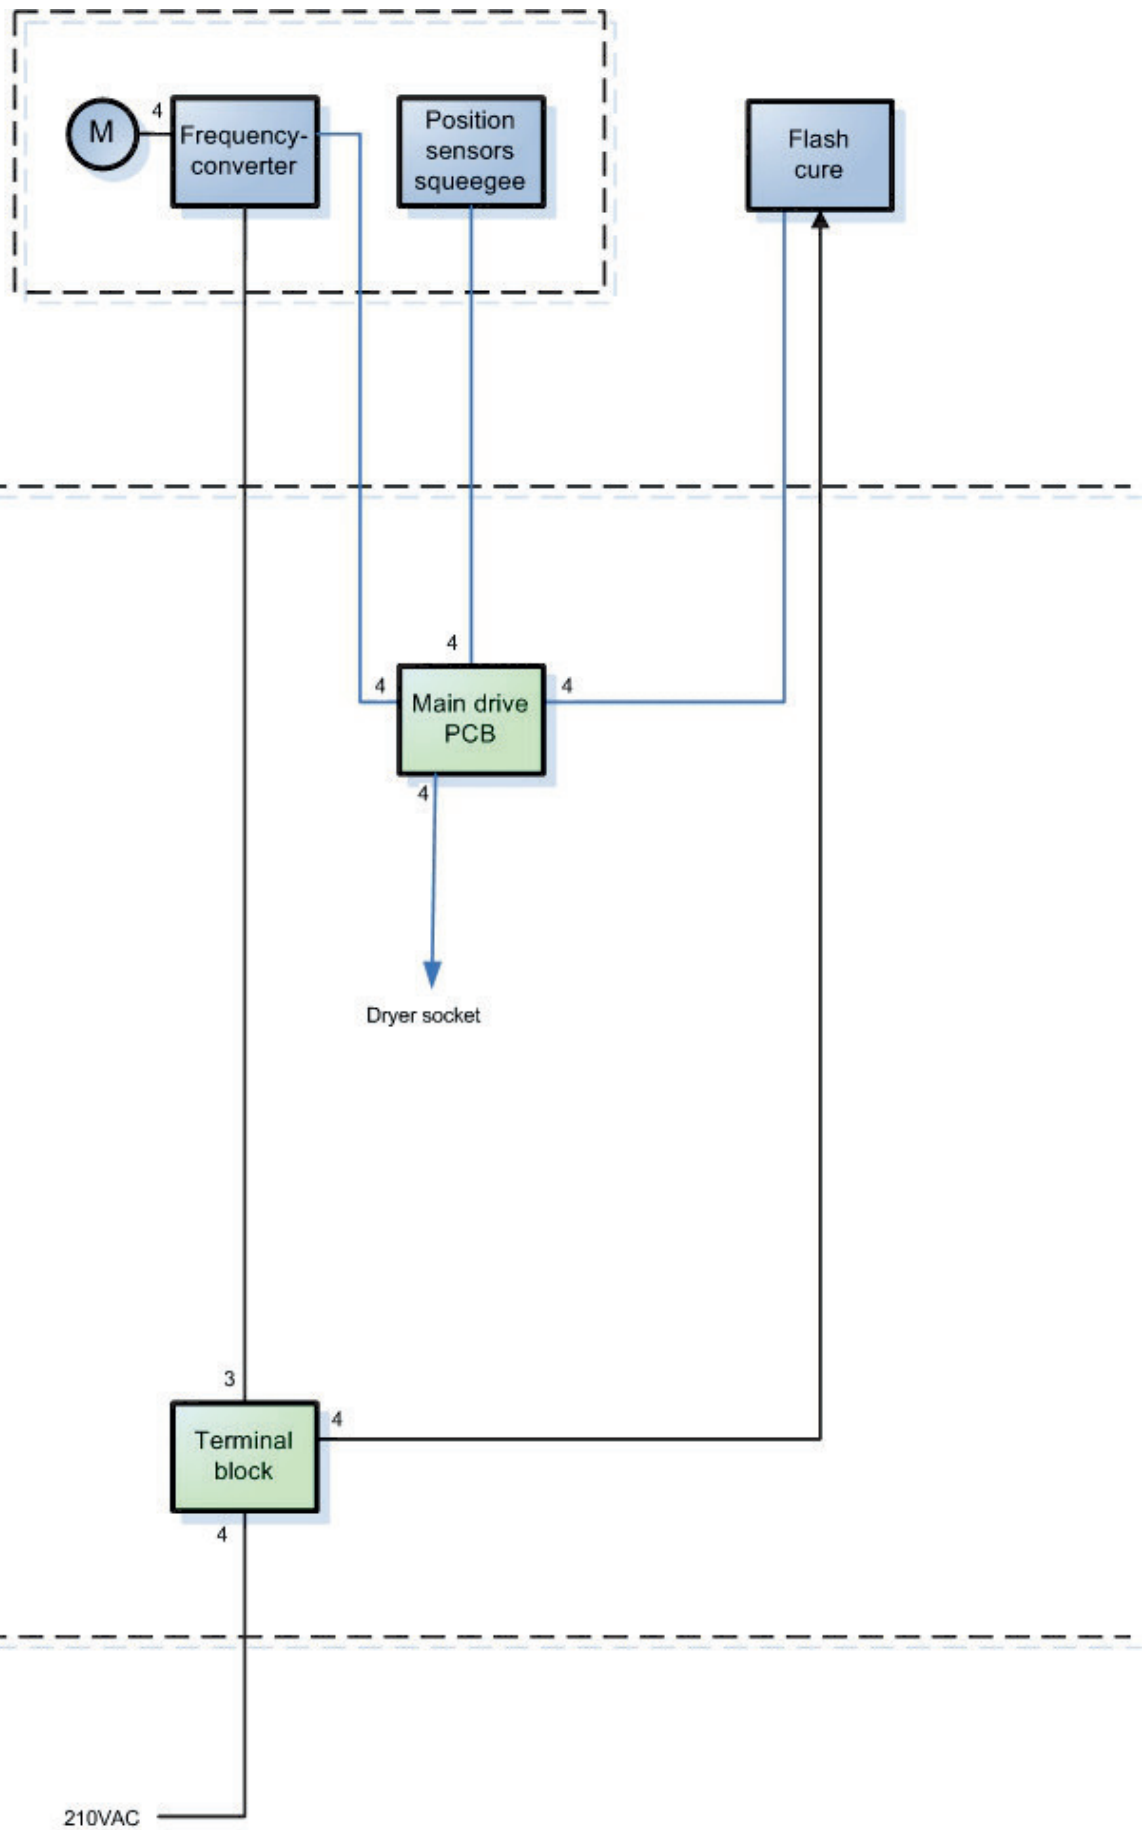 M
4
Frequency-
converter
Position
sensors
squeegee
Flash
cure
4
4
4
Main drive
PCB
4
Dryer socket
3
4
Terminal
block
4
210VAC